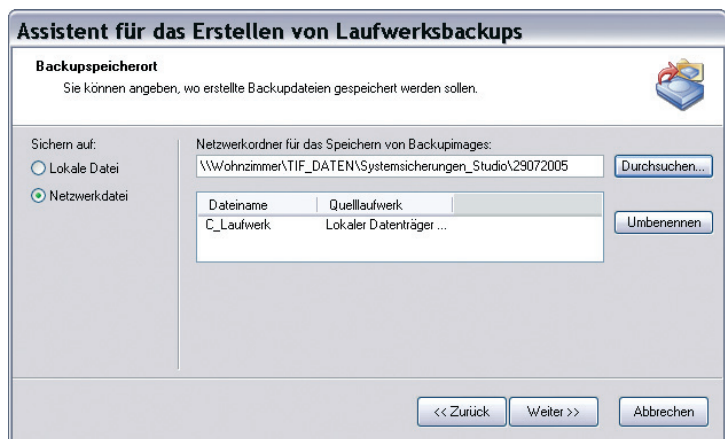 Assistent für das Erstellen von Laufwerksbackups
Backupspeicherort
Sie können angeben, wo erstellte Backupdateien gespeichert werden sollen.
Sichern auf:
Lokale Datei
Netzwerkdatei
Netzwerkordner für das Speichern von Backupimages:
\\Wohnzimmer\TIF_DATEN\Systemsicherungen_Studio\29072005
Durchsuchen...
Dateiname Quelllaufwerk
C_Laufwerk Lokaler Datenträger ...
Umbenennen
<< Zurück Weiter >> Abbrechen